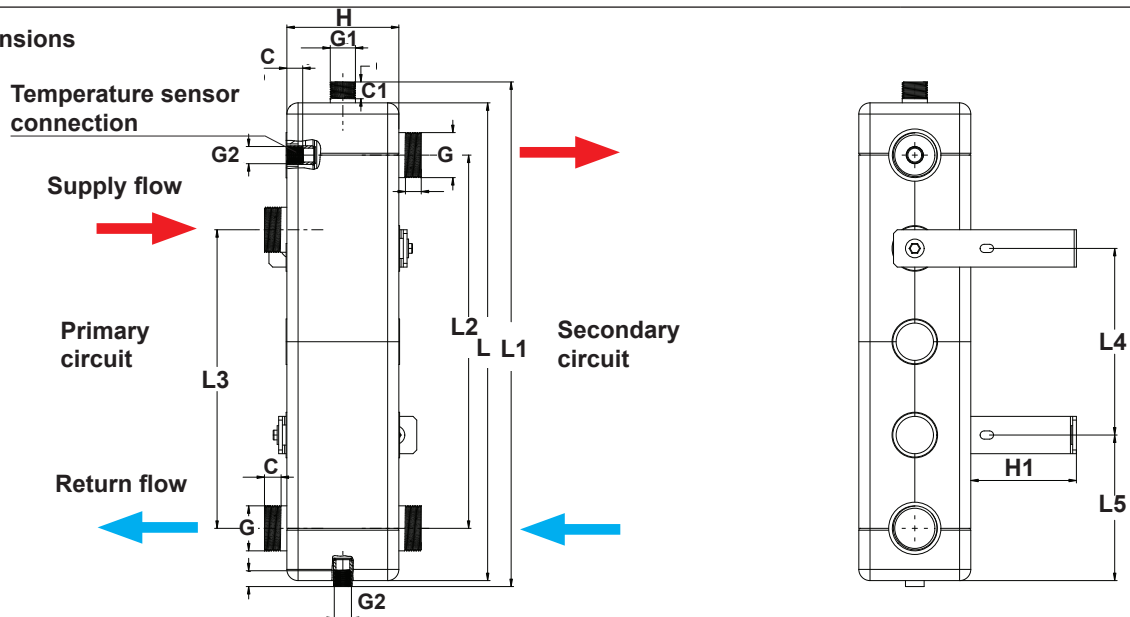 nsions
H
G1
C
C1
Temperature sensor
connection
G2
G
Supply flow
Primary
circuit
L3
L2
L
L1
Secondary
circuit
C
Return flow
G
G2
L4
H1
L5